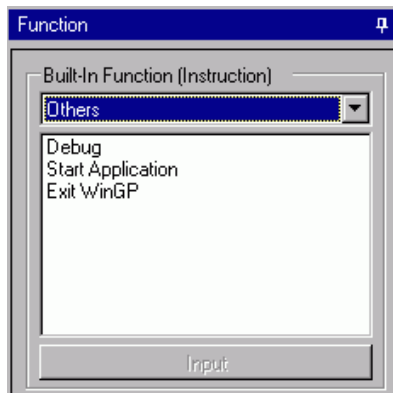 Function
Built-In Function (Instruction)
Others
Debug
Start Application
Exit WinGP
Input